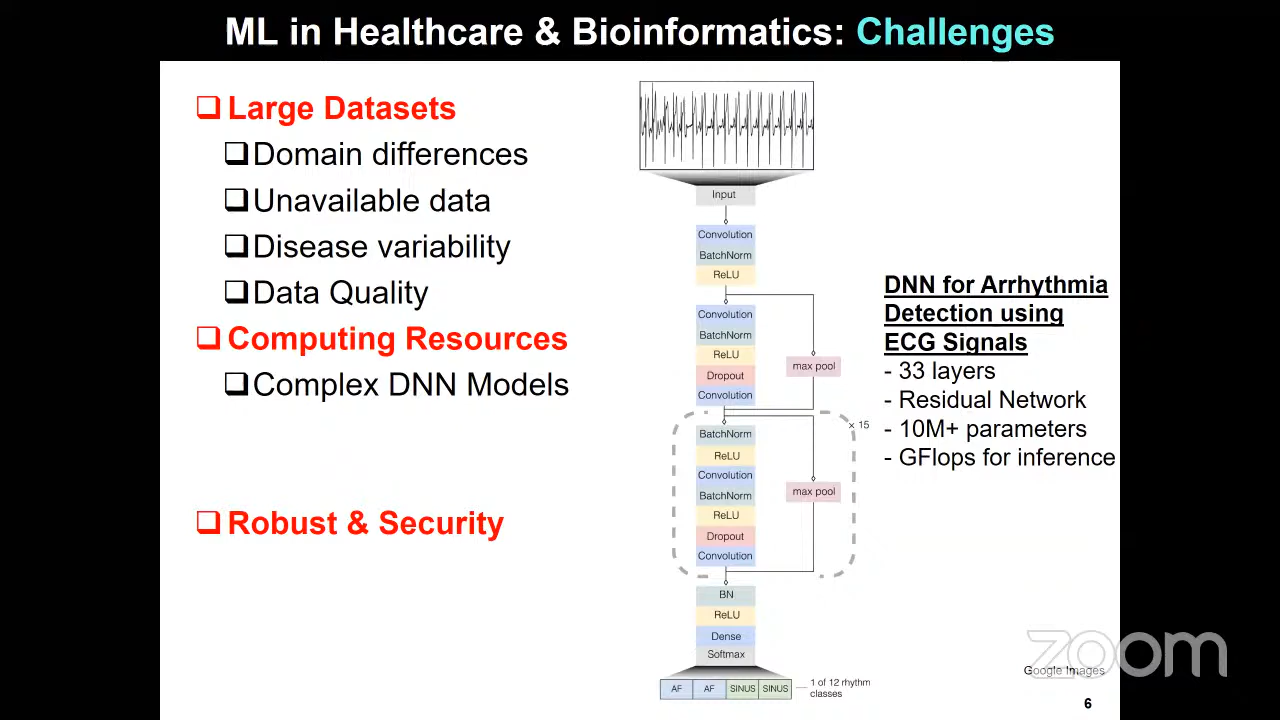 ML in Healthcare & Bioinformatics: Challenges
Large Datasets
Domain differences
Unavailable data
Disease variability
Data Quality
Computing Resources
Complex DNN Models
Robust & Security
Input
Convolution
BatchNorm
ReLU
Convolution
BatchNorm
ReLU
Dropout
Convolution
max pool
× 15
BatchNorm
ReLU
Convolution
BatchNorm
ReLU
Dropout
Convolution
max pool
BN
ReLU
Dense
Softmax
AF AF SINUS SINUS
1 of 12 rhythm
classes
DNN for Arrhythmia
Detection using
ECG Signals
- 33 layers
- Residual Network
- 10M+ parameters
- GFlops for inference
zoom
Google Images
6